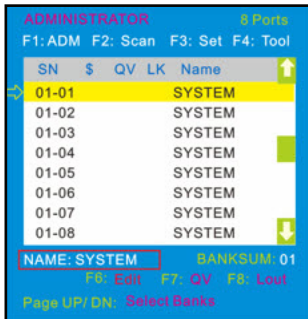 ADMINISTRATOR 8 Ports
F1: ADM F2: Scan F3: Set F4: Tool
SN $ QV LK Name
01-01 SYSTEM
01-02 SYSTEM
01-03 SYSTEM
01-04 SYSTEM
01-05 SYSTEM
01-06 SYSTEM
01-07 SYSTEM
01-08 SYSTEM
NAME: SYSTEM BANKSUM: 01
F6: Edit F7: QV F8: Lout
Page UP/ DN: Select Banks